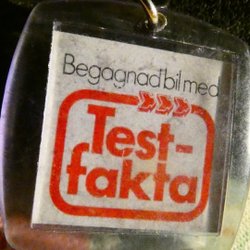 Begagnad bil med
Test-
fakta